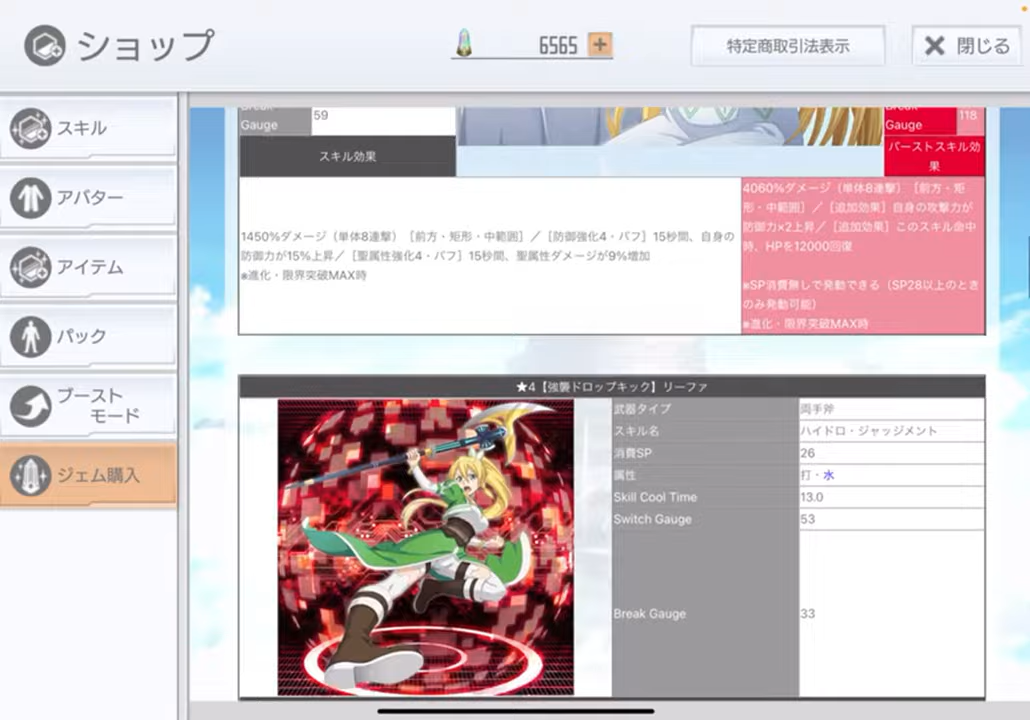 ショップ
6565
特定商取引法表示
閉じる
スキル
アバター
アイテム
パック
ブースト
モード
ジェム購入
Break
Gauge
59
スキル効果
Break
Gauge
118
バーストスキル効
果
1450%ダメージ（単体8連撃）［前方・矩形・中範囲］／［防御強化4・バフ］15秒間、自身の
防御力が15%上昇／［聖属性強化4・バフ］15秒間、聖属性ダメージが9%増加
※進化・限界突破MAX時
4060%ダメージ（単体8連撃）［前方・矩
形・中範囲］／［追加効果］自身の攻撃力が
防御力×2上昇／［追加効果］このスキル命中
時、HPを12000回復
※SP消費無しで発動できる（SP28以上のとき
のみ発動可能）
※進化・限界突破MAX時
★4【強襲ドロップキック】リーファ
武器タイプ 両手斧
スキル名 ハイドロ・ジャッジメント
消費SP 26
属性 打・水
Skill Cool Time 13.0
Switch Gauge 53
Break Gauge 33